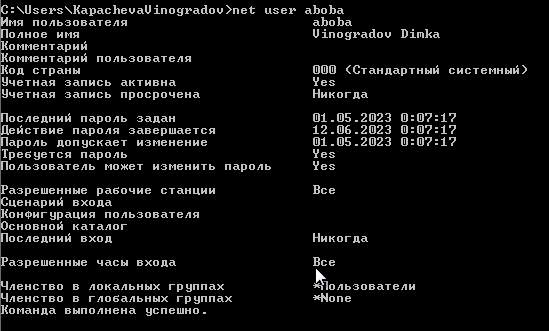 C:\Users\KapachevaVinogradov>net user aboba
Имя пользователя aboba
Полное имя Vinogradov Dimka
Комментарий
Комментарий пользователя
Код страны 000 (Стандартный системный)
Учетная запись активна Yes
Учетная запись просрочена Никогда
Последний пароль задан 01.05.2023 0:07:17
Действие пароля завершается 12.06.2023 0:07:17
Пароль допускает изменение 01.05.2023 0:07:17
Требуется пароль Yes
Пользователь может изменить пароль Yes
Разрешенные рабочие станции Все
Сценарий входа
Конфигурация пользователя
Основной каталог
Последний вход Никогда
Разрешенные часы входа Все
Членство в локальных группах *Пользователи
Членство в глобальных группах *None
Команда выполнена успешно.